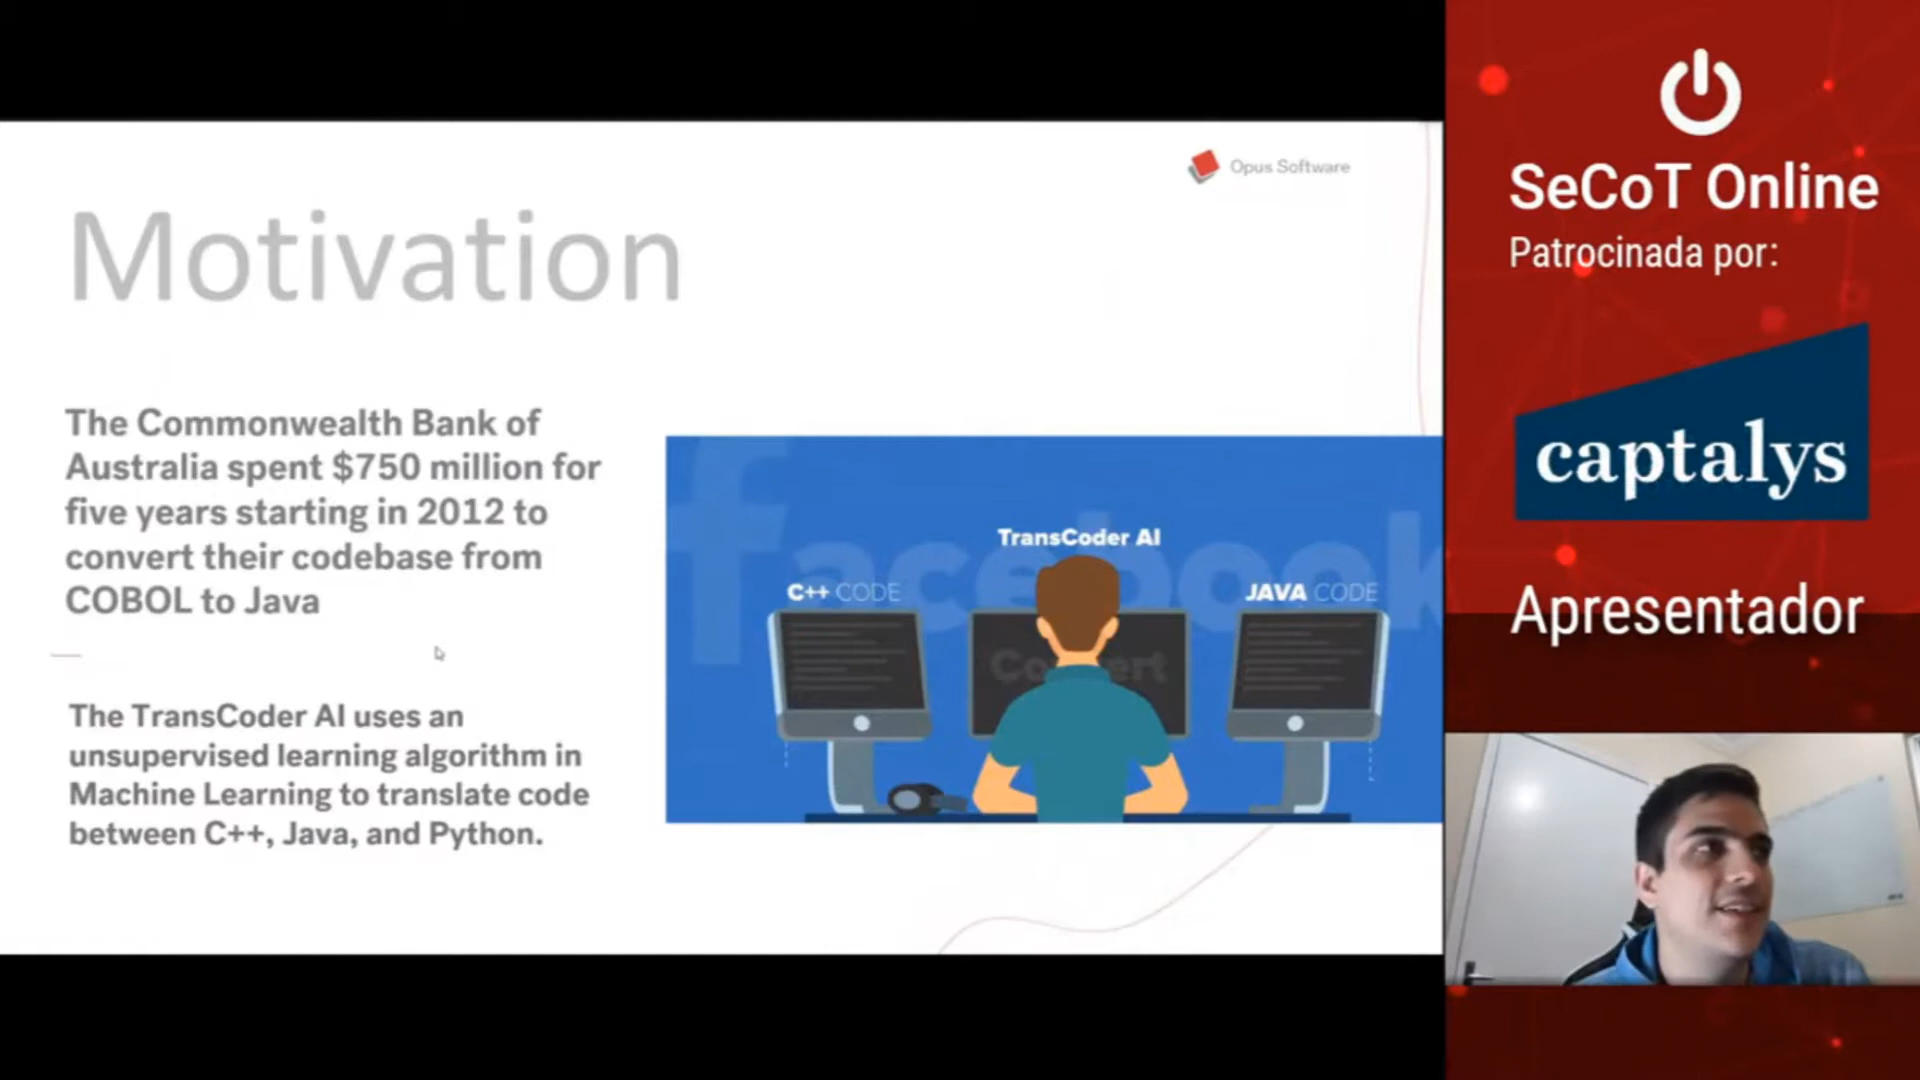 Opus Software
Motivation
The Commonwealth Bank of
Australia spent $750 million for
five years starting in 2012 to
convert their codebase from
COBOL to Java
The TransCoder AI uses an
unsupervised learning algorithm in
Machine Learning to translate code
between C++, Java, and Python.
facebook
TransCoder AI
C++ CODE
JAVA CODE
SeCoT Online
Patrocinada por:
captalys
Apresentador